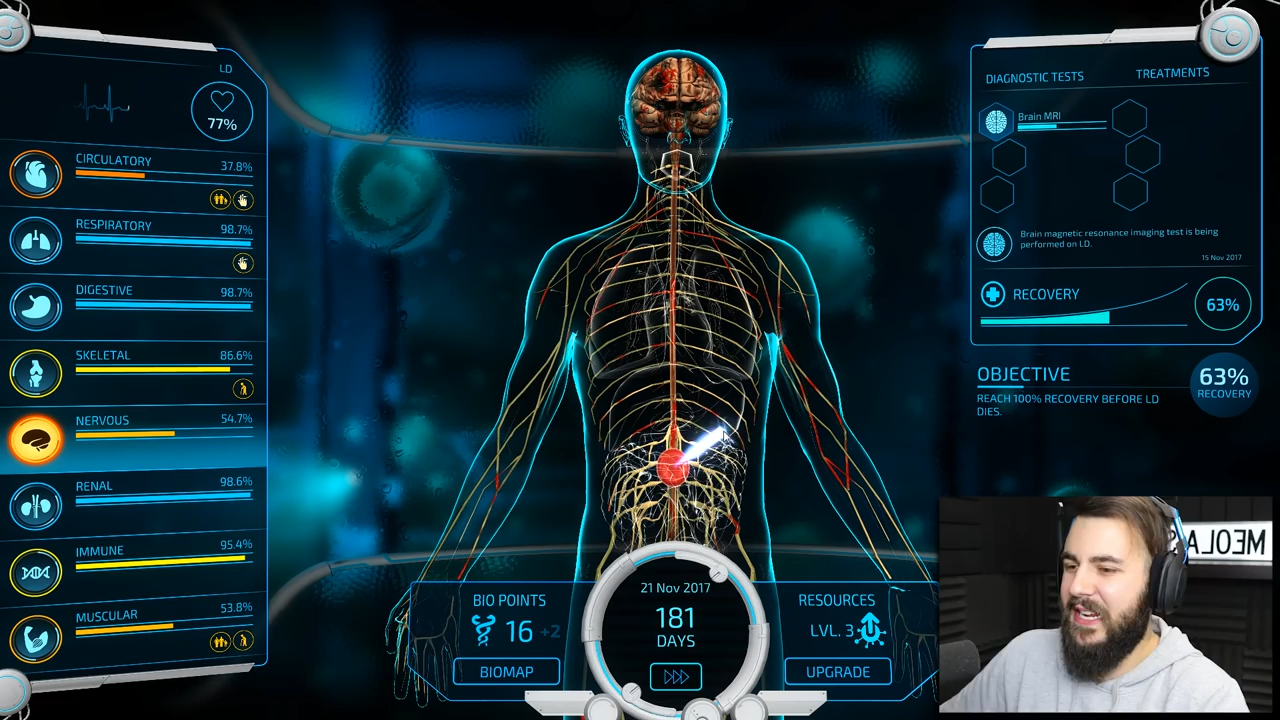 LD
77%
CIRCULATORY 37.8%
RESPIRATORY 98.7%
DIGESTIVE 98.7%
SKELETAL 86.6%
NERVOUS 54.7%
RENAL 98.6%
IMMUNE 95.4%
MUSCULAR 53.8%
DIAGNOSTIC TESTS TREATMENTS
Brain MRI
Brain magnetic resonance imaging test is being
performed on LD.
15 Nov 2017
RECOVERY 63%
OBJECTIVE
REACH 100% RECOVERY BEFORE LD
DIES.
63%
RECOVERY
BIO POINTS
16 +2
BIOMAP
21 Nov 2017
181
DAYS
RESOURCES
LVL. 3
UPGRADE
MEOLA